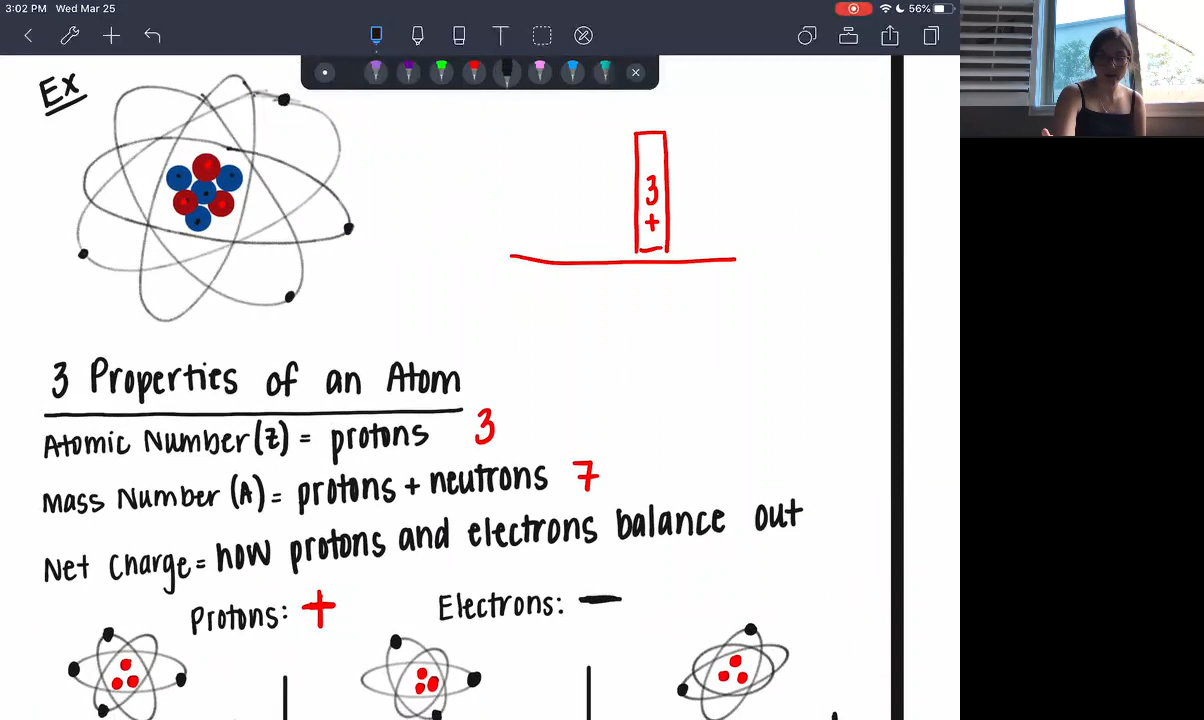 3:02 PM Wed Mar 25
56%
T
Ex
3
+
3 Properties of an Atom
Atomic Number (Z) = protons 3
Mass Number (A) = protons + neutrons 7
Net Charge = how protons and electrons balance out
Protons: + Electrons: −